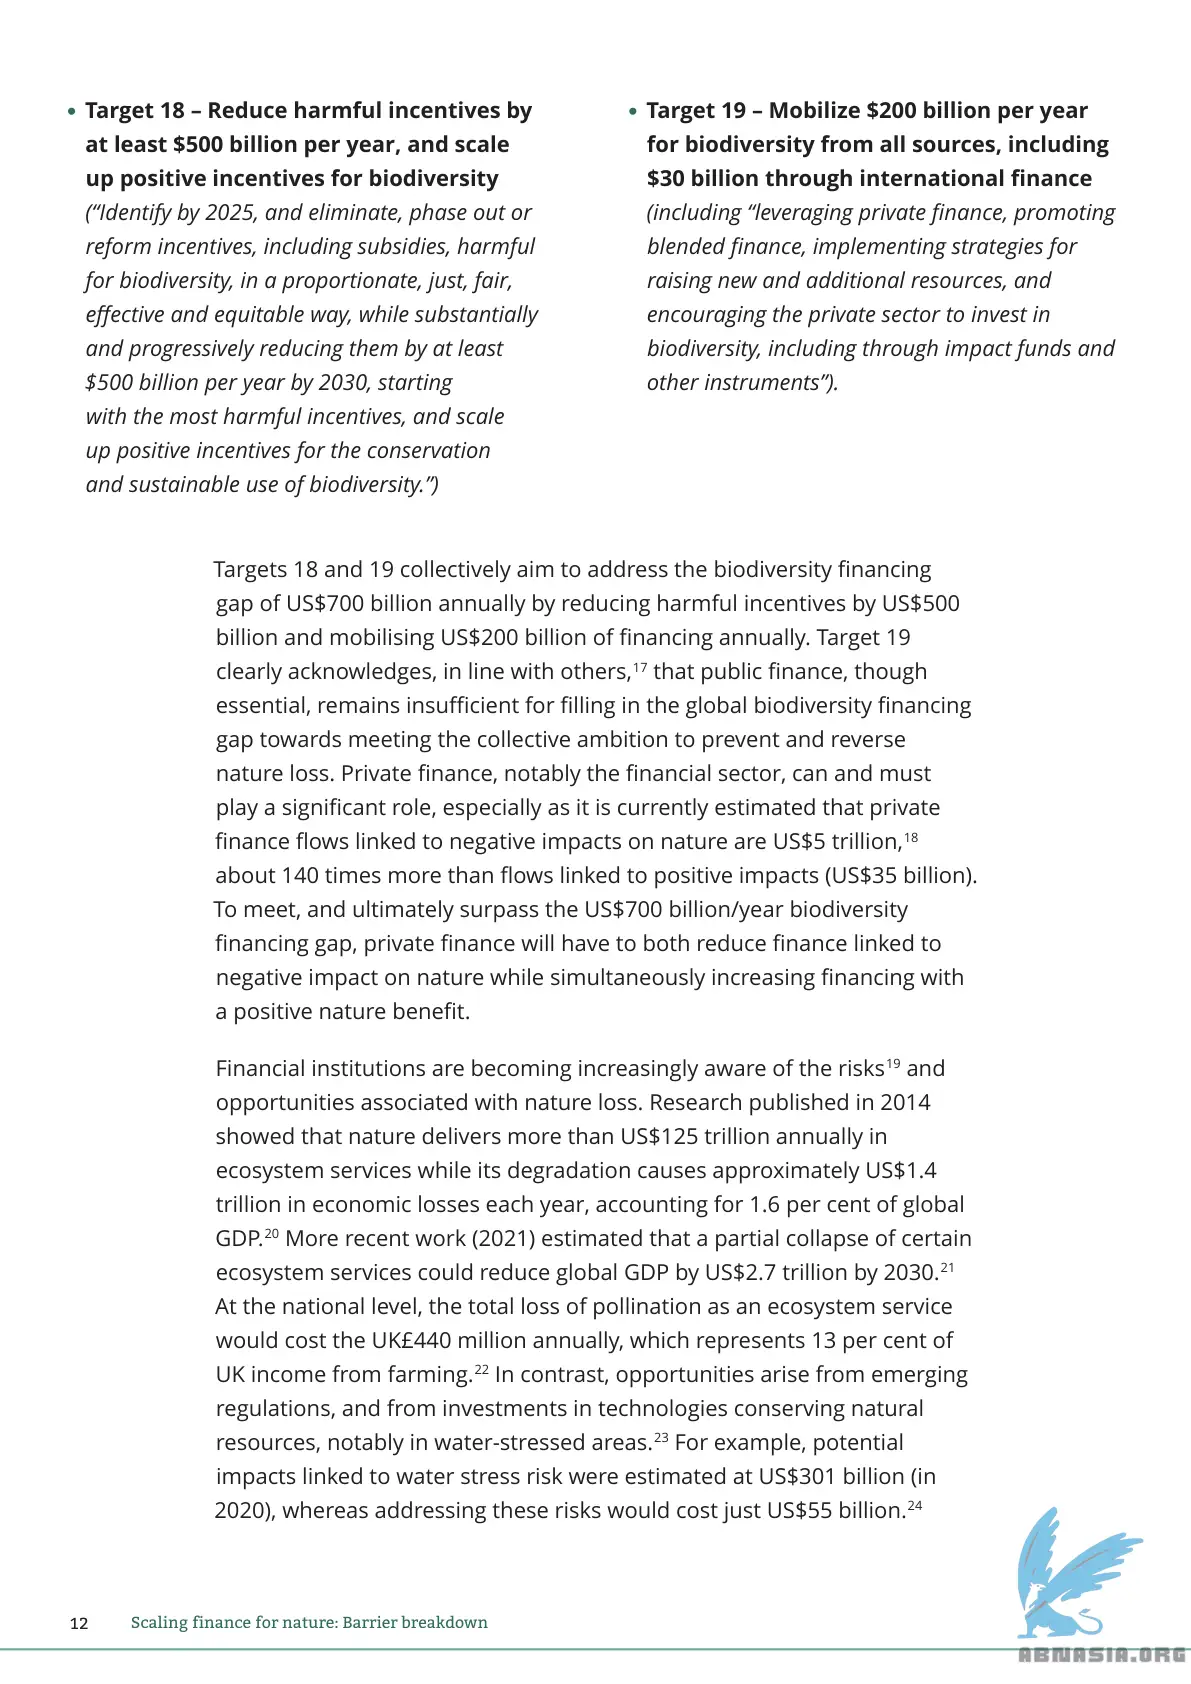 • Target 18 – Reduce harmful incentives by
at least $500 billion per year, and scale
up positive incentives for biodiversity
(“Identify by 2025, and eliminate, phase out or
reform incentives, including subsidies, harmful
for biodiversity, in a proportionate, just, fair,
effective and equitable way, while substantially
and progressively reducing them by at least
$500 billion per year by 2030, starting
with the most harmful incentives, and scale
up positive incentives for the conservation
and sustainable use of biodiversity.”)
• Target 19 – Mobilize $200 billion per year
for biodiversity from all sources, including
$30 billion through international finance
(including “leveraging private finance, promoting
blended finance, implementing strategies for
raising new and additional resources, and
encouraging the private sector to invest in
biodiversity, including through impact funds and
other instruments”).
Targets 18 and 19 collectively aim to address the biodiversity financing
gap of US$700 billion annually by reducing harmful incentives by US$500
billion and mobilising US$200 billion of financing annually. Target 19
clearly acknowledges, in line with others,17 that public finance, though
essential, remains insufficient for filling in the global biodiversity financing
gap towards meeting the collective ambition to prevent and reverse
nature loss. Private finance, notably the financial sector, can and must
play a significant role, especially as it is currently estimated that private
finance flows linked to negative impacts on nature are US$5 trillion,18
about 140 times more than flows linked to positive impacts (US$35 billion).
To meet, and ultimately surpass the US$700 billion/year biodiversity
financing gap, private finance will have to both reduce finance linked to
negative impact on nature while simultaneously increasing financing with
a positive nature benefit.
Financial institutions are becoming increasingly aware of the risks19 and
opportunities associated with nature loss. Research published in 2014
showed that nature delivers more than US$125 trillion annually in
ecosystem services while its degradation causes approximately US$1.4
trillion in economic losses each year, accounting for 1.6 per cent of global
GDP.20 More recent work (2021) estimated that a partial collapse of certain
ecosystem services could reduce global GDP by US$2.7 trillion by 2030.21
At the national level, the total loss of pollination as an ecosystem service
would cost the UK£440 million annually, which represents 13 per cent of
UK income from farming.22 In contrast, opportunities arise from emerging
regulations, and from investments in technologies conserving natural
resources, notably in water-stressed areas.23 For example, potential
impacts linked to water stress risk were estimated at US$301 billion (in
2020), whereas addressing these risks would cost just US$55 billion.24
12 Scaling finance for nature: Barrier breakdown
ABNASIA.ORG